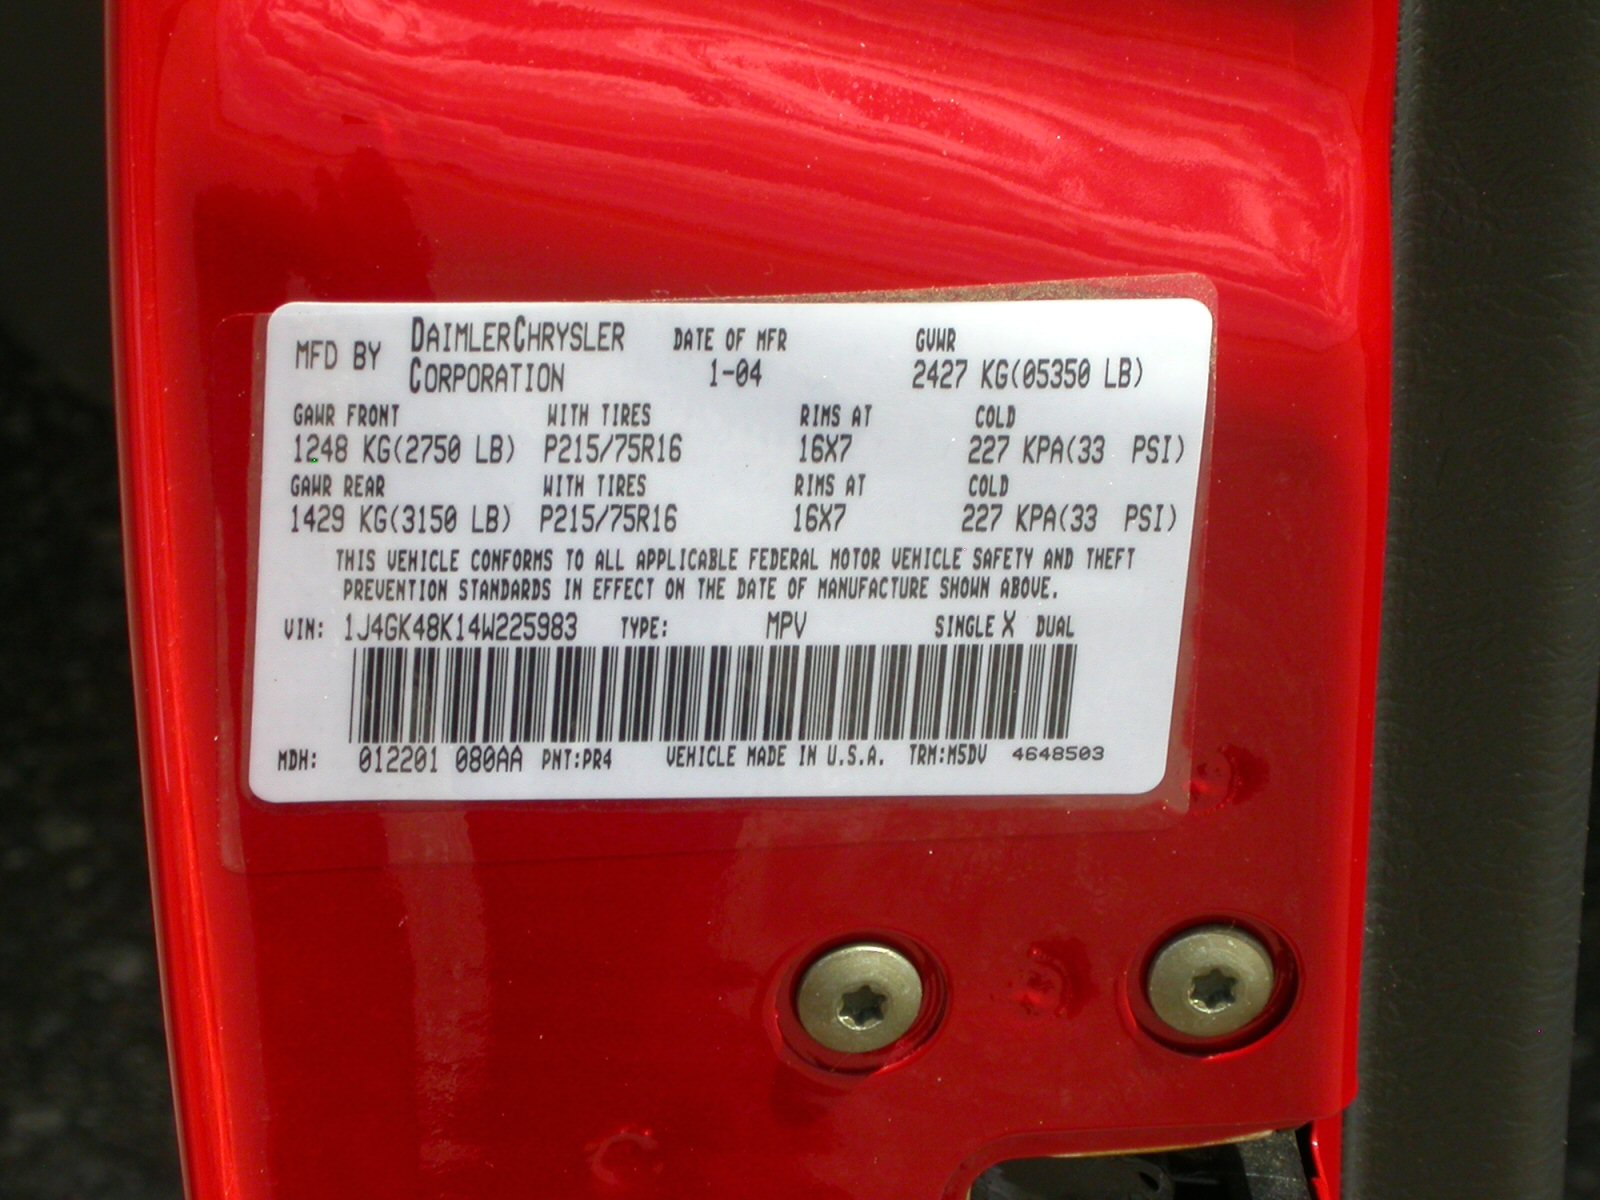 MFD BY DAIMLERCHRYSLER CORPORATION DATE OF MFR 1-04 GVWR 2427 KG(05350 LB)
GAWR FRONT WITH TIRES RIMS AT COLD
1248 KG(2750 LB) P215/75R16 16X7 227 KPA(33 PSI)
GAWR REAR WITH TIRES RIMS AT COLD
1429 KG(3150 LB) P215/75R16 16X7 227 KPA(33 PSI)
THIS VEHICLE CONFORMS TO ALL APPLICABLE FEDERAL MOTOR VEHICLE SAFETY AND THEFT
PREVENTION STANDARDS IN EFFECT ON THE DATE OF MANUFACTURE SHOWN ABOVE.
VIN: 1J4GK48K14W225983 TYPE: MPV SINGLE X DUAL
MDH: 012201 080AA PNT:PR4 VEHICLE MADE IN U.S.A. TRM:M5DV 4648503